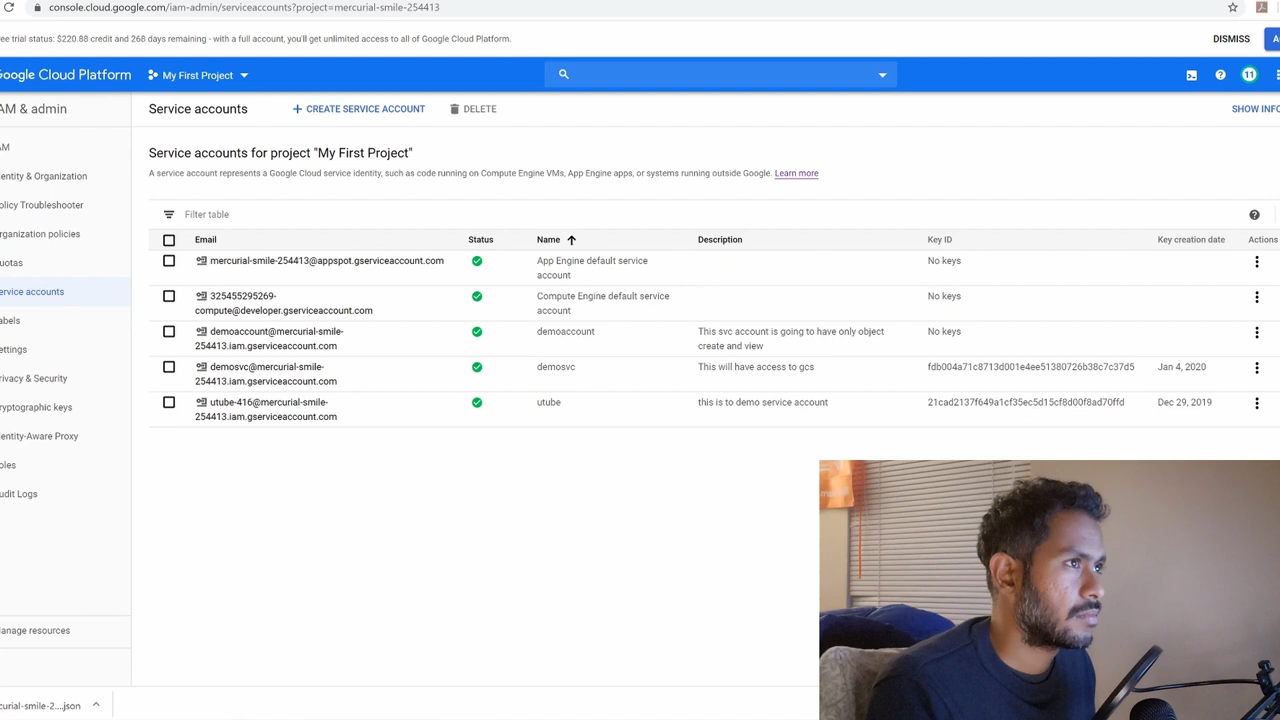 console.cloud.google.com/iam-admin/serviceaccounts?project=mercurial-smile-254413
ree trial status: $220.88 credit and 268 days remaining - with a full account, you'll get unlimited access to all of Google Cloud Platform.
DISMISS
A
Google Cloud Platform
My First Project
11
AM & admin
Service accounts
CREATE SERVICE ACCOUNT
DELETE
SHOW INFO
AM
entity & Organization
olicy Troubleshooter
rganization policies
uotas
ervice accounts
abels
ettings
rivacy & Security
ryptographic keys
entity-Aware Proxy
oles
udit Logs
anage resources
Service accounts for project "My First Project"
A service account represents a Google Cloud service identity, such as code running on Compute Engine VMs, App Engine apps, or systems running outside Google. Learn more
Filter table
Email Status Name Description Key ID Key creation date Actions
mercurial-smile-254413@appspot.gserviceaccount.com App Engine default service No keys
account
325455295269- Compute Engine default service No keys
compute@developer.gserviceaccount.com account
demoaccount@mercurial-smile- demoaccount This svc account is going to have only object No keys
254413.iam.gserviceaccount.com create and view
demosvc@mercurial-smile- demosvc This will have access to gcs fdb004a71c8713d001e4ee51380726b38c7c37d5 Jan 4, 2020
254413.iam.gserviceaccount.com
utube-416@mercurial-smile- utube this is to demo service account 21cad2137f649a1cf35ec5d15cf8d00f8ad70ffd Dec 29, 2019
254413.iam.gserviceaccount.com
curial-smile-2....json